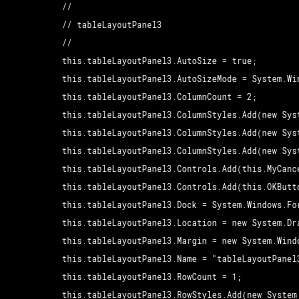 //
// tableLayoutPanel3
//
this.tableLayoutPanel3.AutoSize = true;
this.tableLayoutPanel3.AutoSizeMode = System.Win
this.tableLayoutPanel3.ColumnCount = 2;
this.tableLayoutPanel3.ColumnStyles.Add(new Syst
this.tableLayoutPanel3.ColumnStyles.Add(new Syst
this.tableLayoutPanel3.ColumnStyles.Add(new Syst
this.tableLayoutPanel3.Controls.Add(this.MyCance
this.tableLayoutPanel3.Controls.Add(this.OKButto
this.tableLayoutPanel3.Dock = System.Windows.For
this.tableLayoutPanel3.Location = new System.Dra
this.tableLayoutPanel3.Margin = new System.Windo
this.tableLayoutPanel3.Name = "tableLayoutPanel3
this.tableLayoutPanel3.RowCount = 1;
this.tableLayoutPanel3.RowStyles.Add(new System